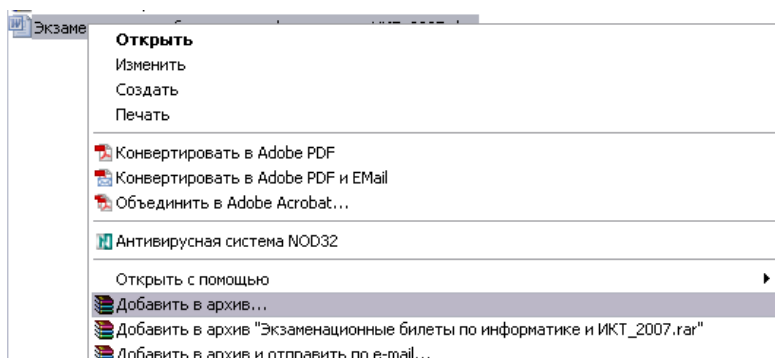 Экзаме
Открыть
Изменить
Создать
Печать
Конвертировать в Adobe PDF
Конвертировать в Adobe PDF и EMail
Объединить в Adobe Acrobat...
Антивирусная система NOD32
Открыть с помощью
Добавить в архив...
Добавить в архив "Экзаменационные билеты по информатике и ИКТ_2007.rar"
Добавить в архив и отправить по e-mail...